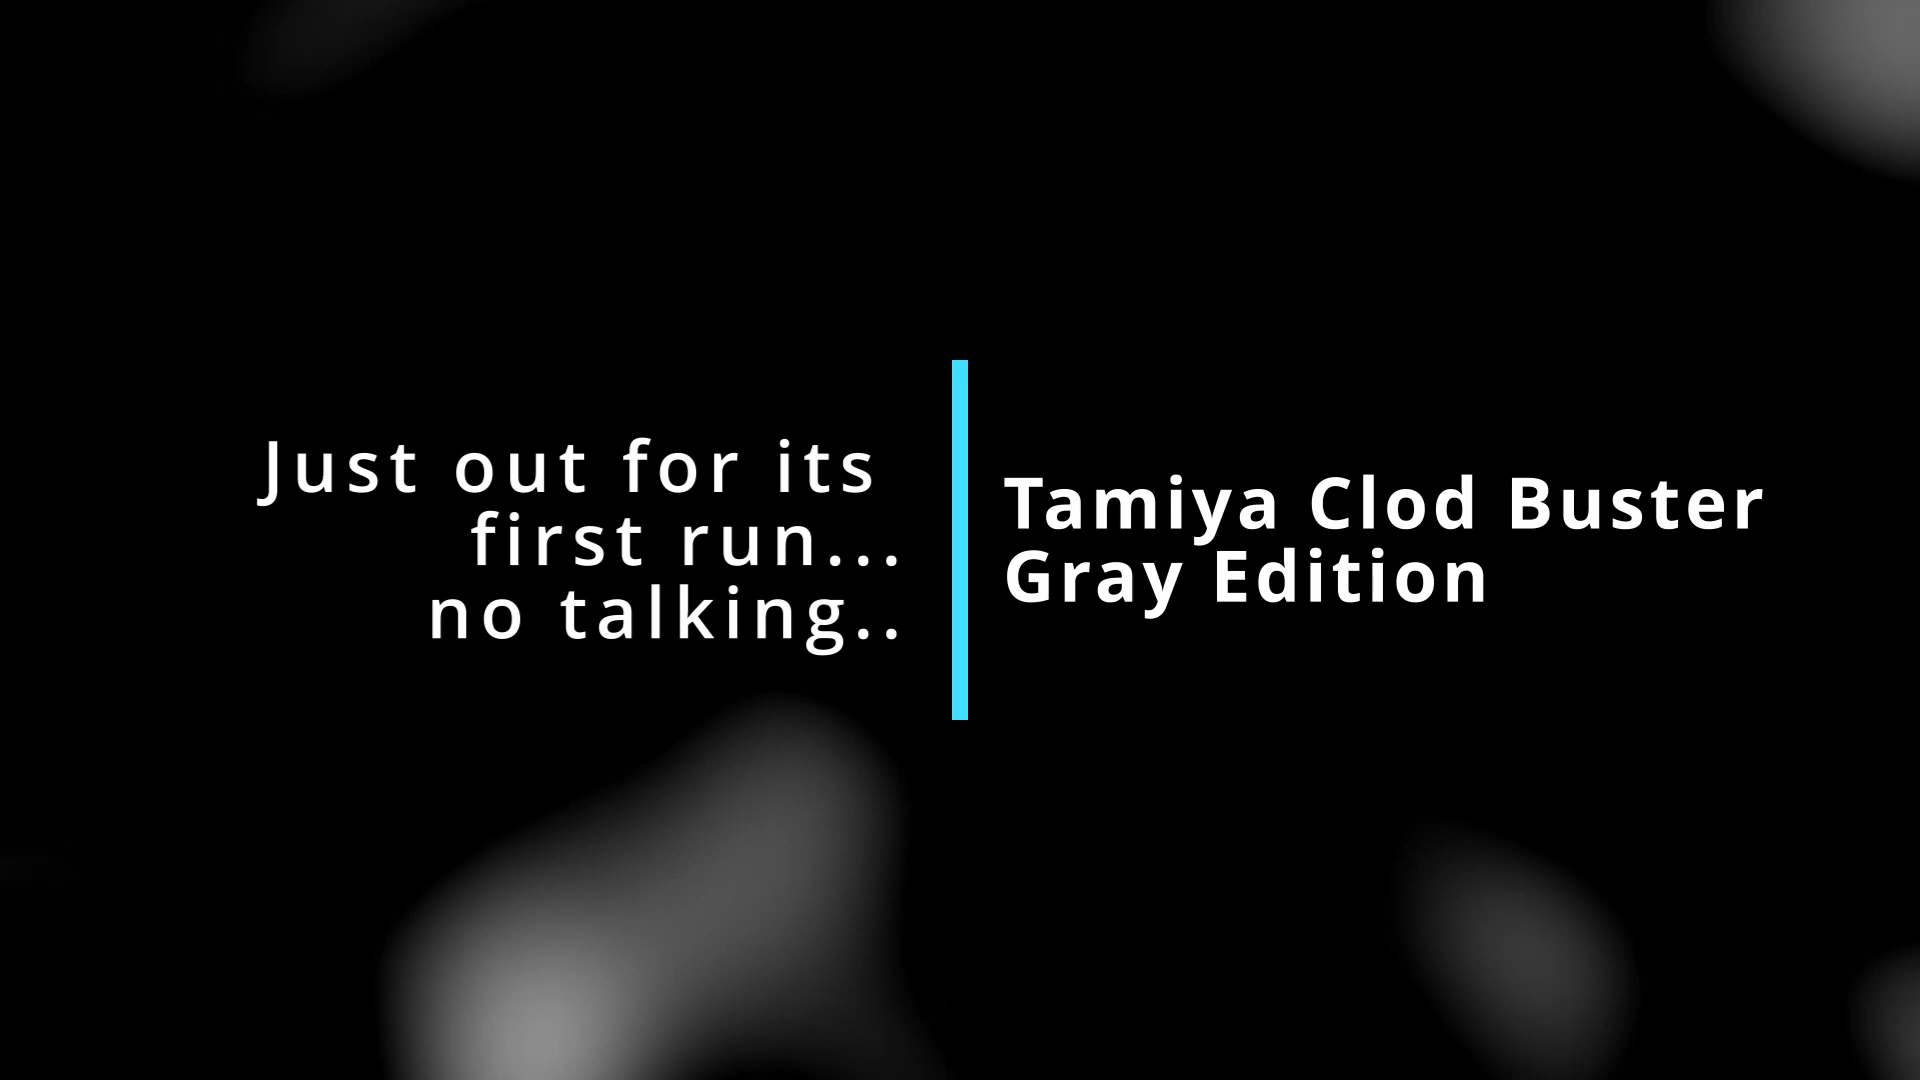 Just out for its
first run...
no talking..
Tamiya Clod Buster
Gray Edition